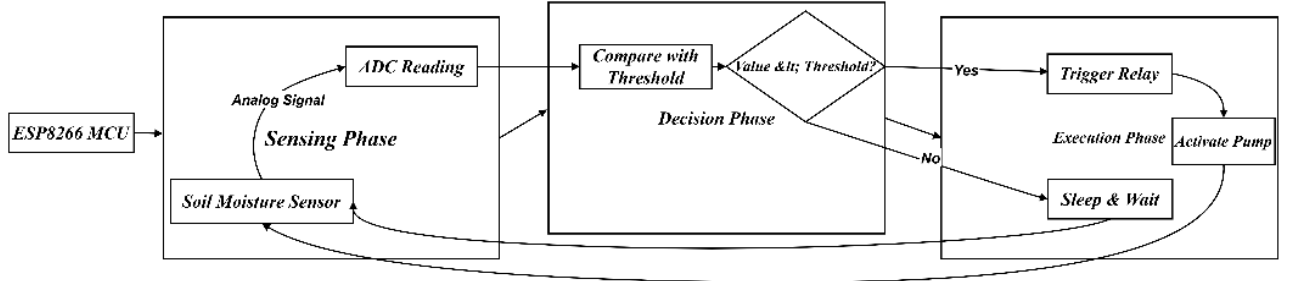 ESP8266 MCU
ADC Reading
Analog Signal
Sensing Phase
Soil Moisture Sensor
Compare with
Threshold
Value &lt; Threshold?
Decision Phase
Yes
No
Trigger Relay
Execution Phase
Activate Pump
Sleep & Wait